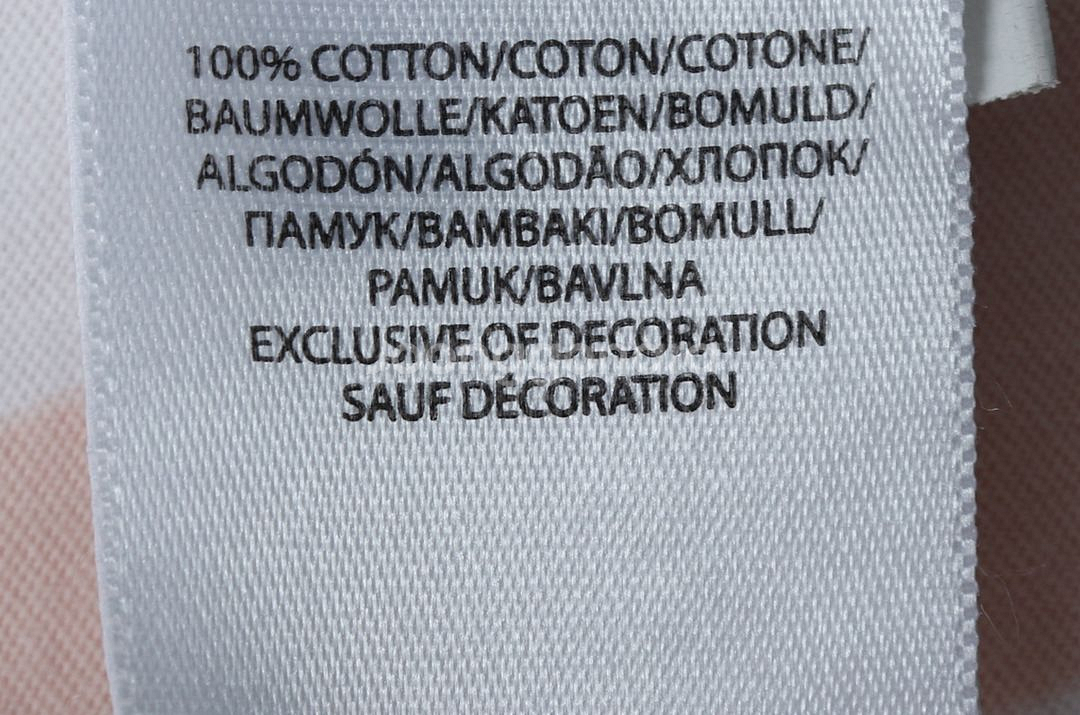 100% COTTON/COTON/COTONE/
BAUMWOLLE/KATOEN/BOMULD/
ALGODÓN/ALGODÃO/ХЛОПОК/
ПАМУК/BAMBAKI/BOMULL/
PAMUK/BAVLNA
EXCLUSIVE OF DECORATION
SAUF DÉCORATION